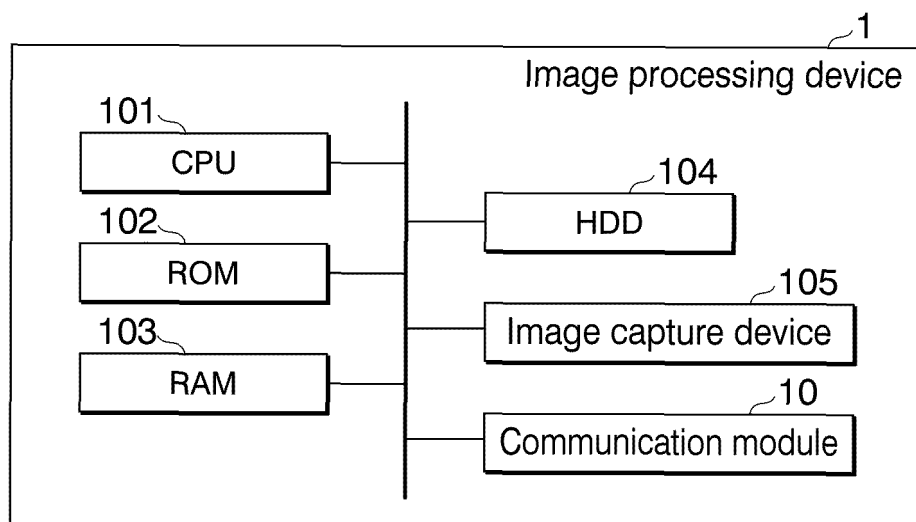 1
Image processing device
101
CPU
104
HDD
102
ROM
105
Image capture device
103
RAM
10
Communication module